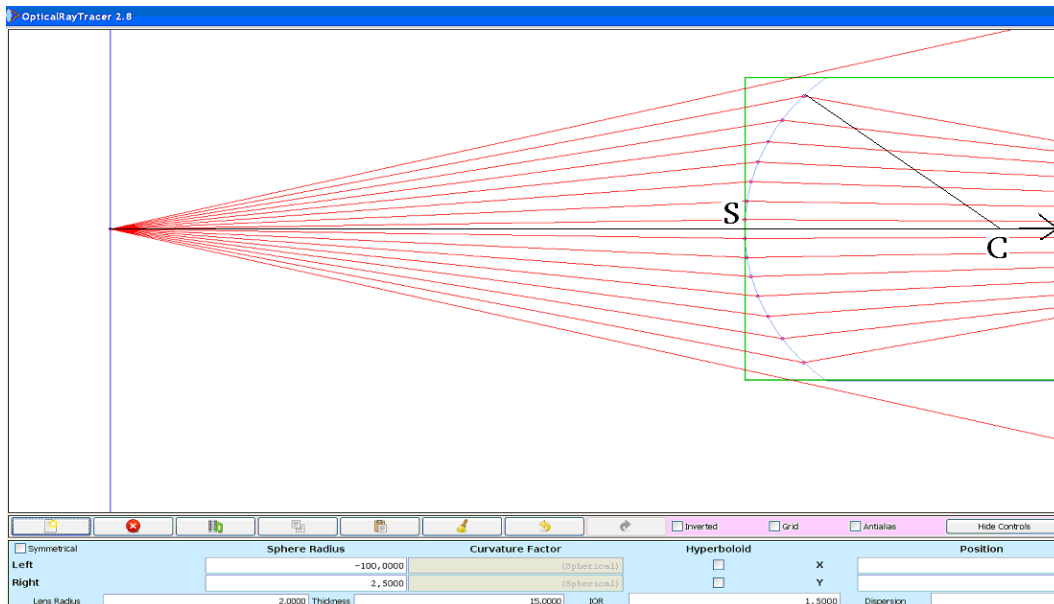 OpticalRayTracer 2.8
S
C
Inverted Grid Antialias Hide Controls
Symmetrical Sphere Radius Curvature Factor Hyperboloid Position
Left -100,0000 (Spherical) X
Right 2,5000 (Spherical) Y
Lens Radius 2.0000 Thickness 15.0000 IOR 1.5000 Dispersion